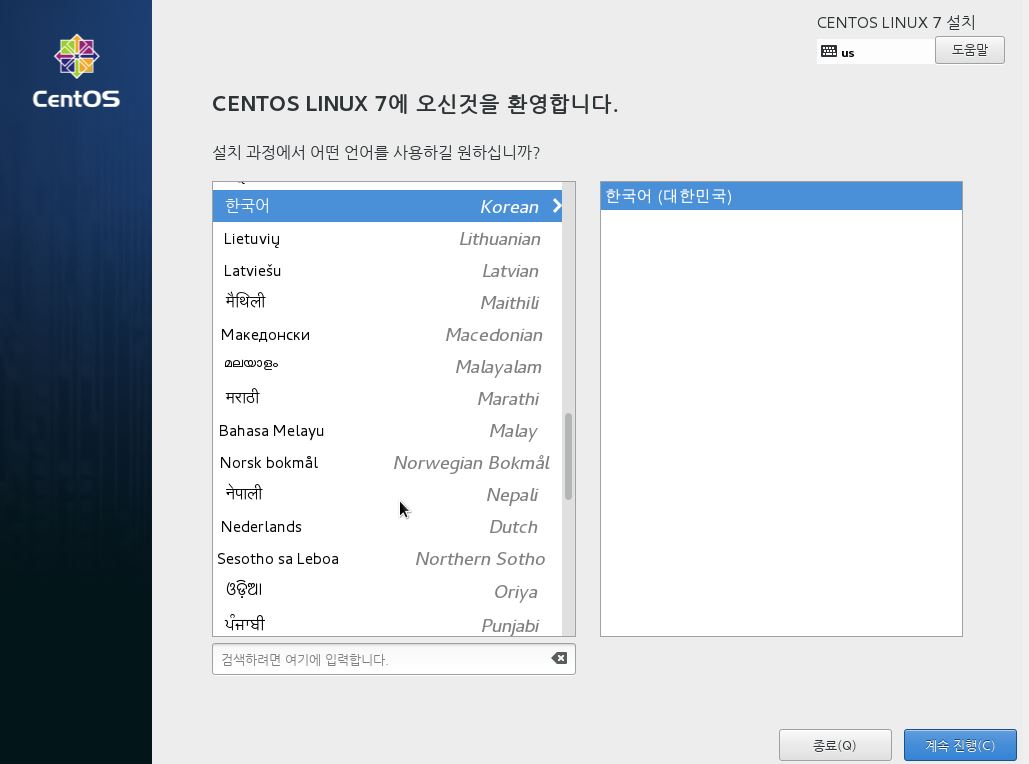 CentOS
CENTOS LINUX 7 설치
us
도움말
CENTOS LINUX 7에 오신것을 환영합니다.
설치 과정에서 어떤 언어를 사용하길 원하십니까?
한국어 Korean
Lietuvių Lithuanian
Latviešu Latvian
मैथिली Maithili
Македонски Macedonian
മലയാളം Malayalam
मराठी Marathi
Bahasa Melayu Malay
Norsk bokmål Norwegian Bokmål
नेपाली Nepali
Nederlands Dutch
Sesotho sa Leboa Northern Sotho
ଓଡ଼ିଆ Oriya
ਪੰਜਾਬੀ Punjabi
한국어 (대한민국)
검색하려면 여기에 입력합니다.
종료(Q)
계속 진행(C)